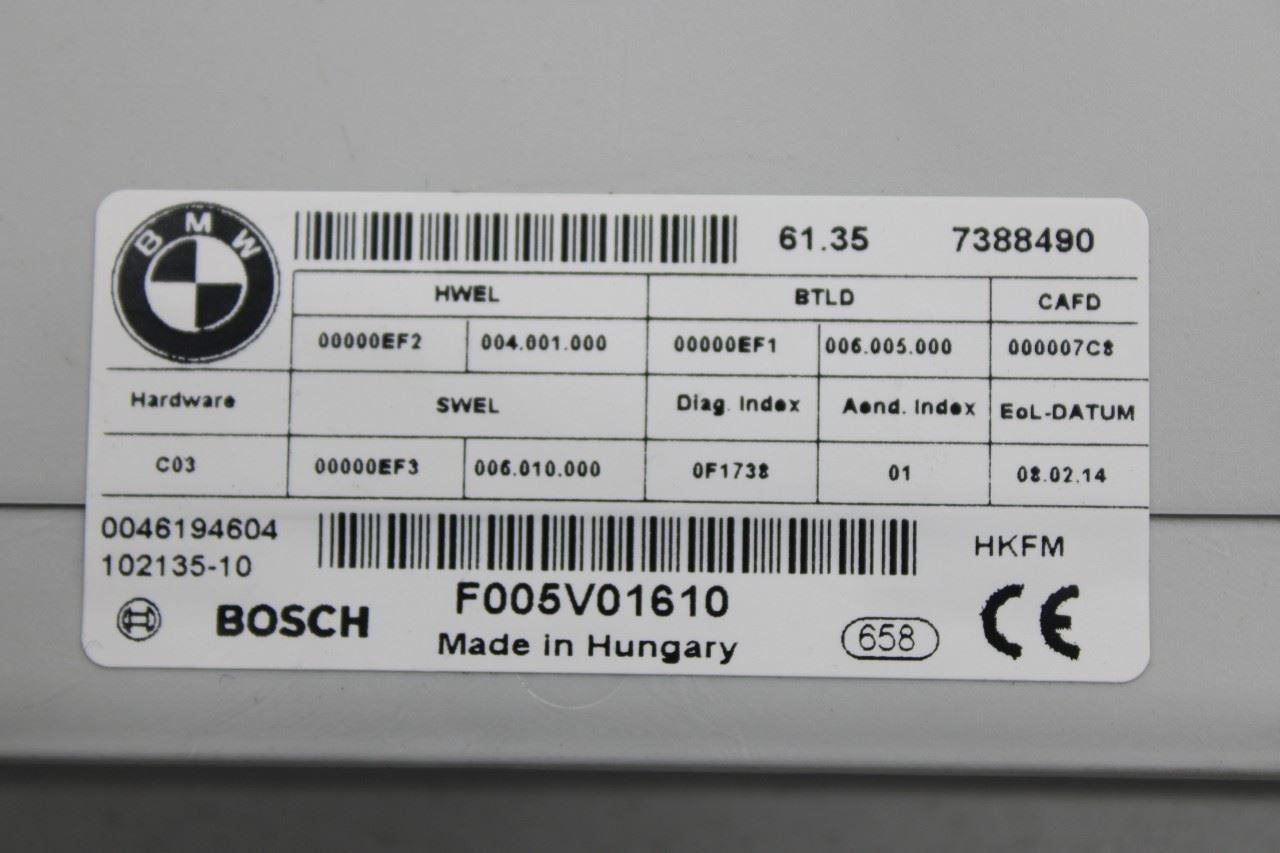 BMW
61.35 7388490
HWEL BTLD CAFD
00000EF2 004.001.000 00000EF1 006.005.000 000007C8
Hardware SWEL Diag. Index Aend. Index EoL-DATUM
C03 00000EF3 006.010.000 0F1738 01 08.02.14
0046194604
102135-10
HKFM
F005V01610
BOSCH
Made in Hungary
658
CE